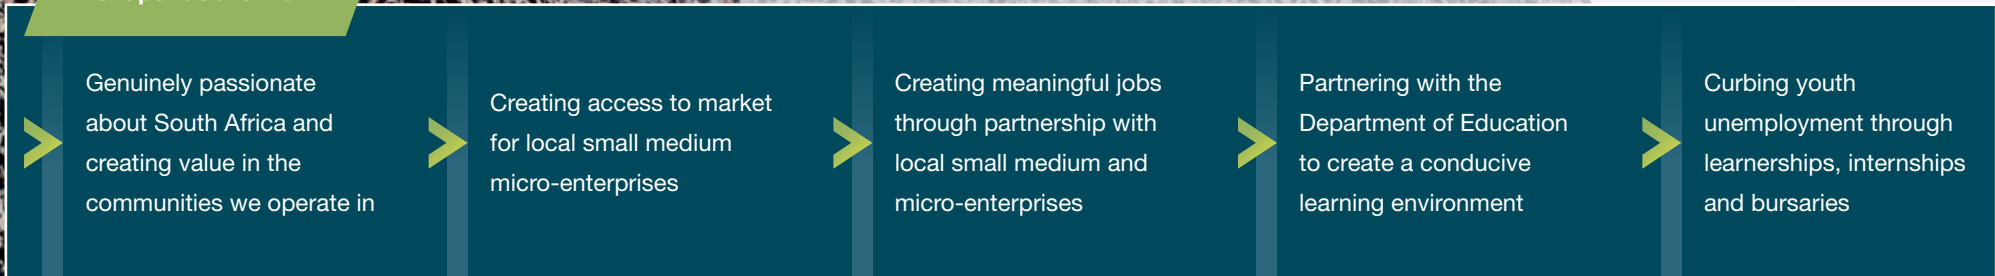 Genuinely passionate
about South Africa and
creating value in the
communities we operate in
Creating access to market
for local small medium
micro-enterprises
Creating meaningful jobs
through partnership with
local small medium and
micro-enterprises
Partnering with the
Department of Education
to create a conducive
learning environment
Curbing youth
unemployment through
learnerships, internships
and bursaries